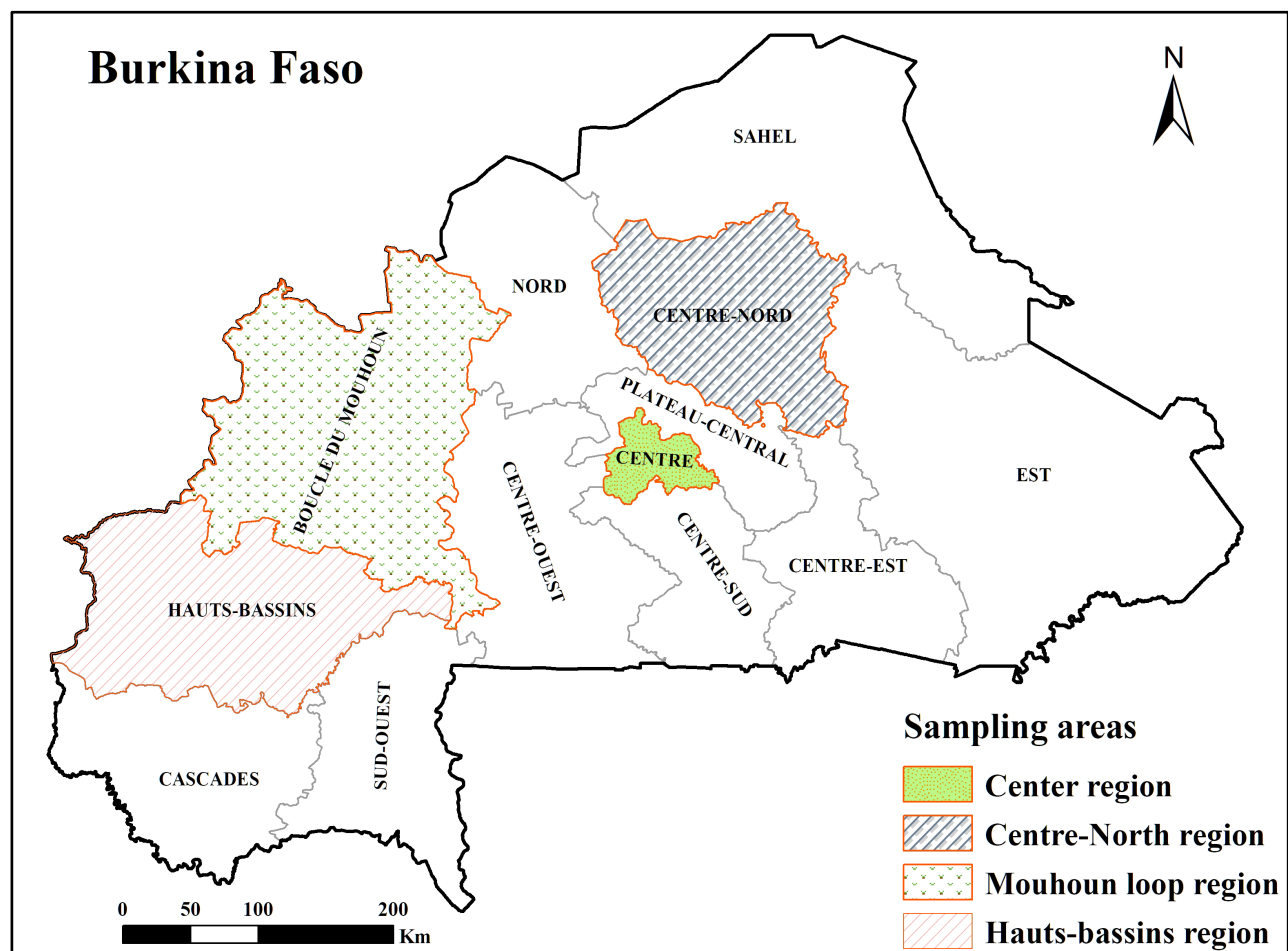 Burkina Faso
N
SAHEL
NORD
CENTRE-NORD
BOUCLE DU MOUHOUN
PLATEAU-CENTRAL
CENTRE
EST
CENTRE-OUEST
CENTRE-SUD
CENTRE-EST
HAUTS-BASSINS
SUD-OUEST
CASCADES
Sampling areas
Center region
Centre-North region
Mouhoun loop region
Hauts-bassins region
0 50 100 200
Km